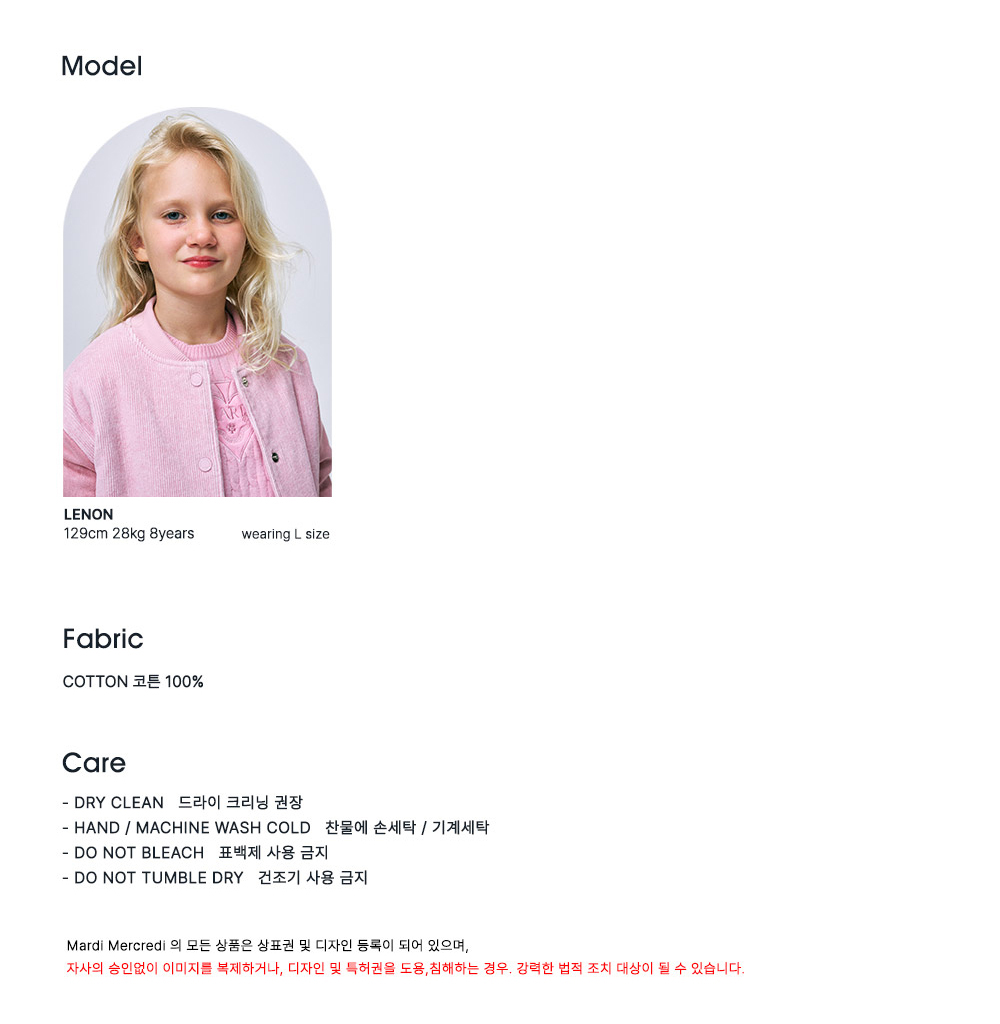 Model
LENON
129cm 28kg 8years wearing L size
Fabric
COTTON 코튼 100%
Care
- DRY CLEAN 드라이 크리닝 권장
- HAND / MACHINE WASH COLD 찬물에 손세탁 / 기계세탁
- DO NOT BLEACH 표백제 사용 금지
- DO NOT TUMBLE DRY 건조기 사용 금지
Mardi Mercredi 의 모든 상품은 상표권 및 디자인 등록이 되어 있으며,
자사의 승인없이 이미지를 복제하거나, 디자인 및 특허권을 도용,침해하는 경우. 강력한 법적 조치 대상이 될 수 있습니다.